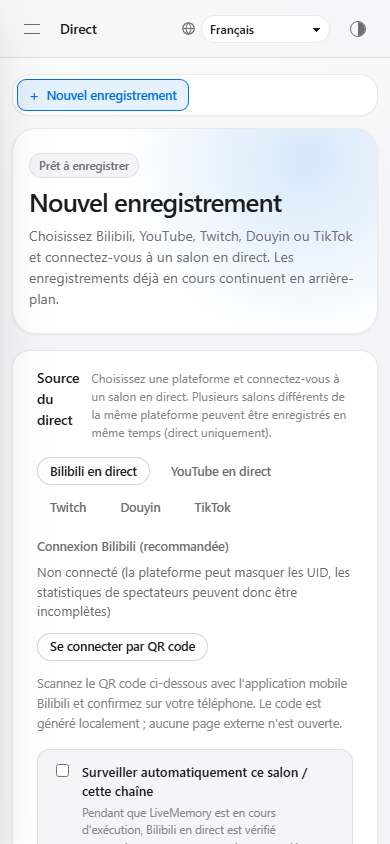 Direct
Français
+ Nouvel enregistrement
Prêt à enregistrer
Nouvel enregistrement
Choisissez Bilibili, YouTube, Twitch, Douyin ou TikTok
et connectez-vous à un salon en direct. Les
enregistrements déjà en cours continuent en arrière-
plan.
Source
du
direct
Choisissez une plateforme et connectez-vous à
un salon en direct. Plusieurs salons différents de
la même plateforme peuvent être enregistrés en
même temps (direct uniquement).
Bilibili en direct
YouTube en direct
Twitch
Douyin
TikTok
Connexion Bilibili (recommandée)
Non connecté (la plateforme peut masquer les UID, les
statistiques de spectateurs peuvent donc être
incomplètes)
Se connecter par QR code
Scannez le QR code ci-dessous avec l'application mobile
Bilibili et confirmez sur votre téléphone. Le code est
généré localement ; aucune page externe n'est ouverte.
Surveiller automatiquement ce salon /
cette chaîne
Pendant que LiveMemory est en cours
d'exécution, Bilibili en direct est vérifié